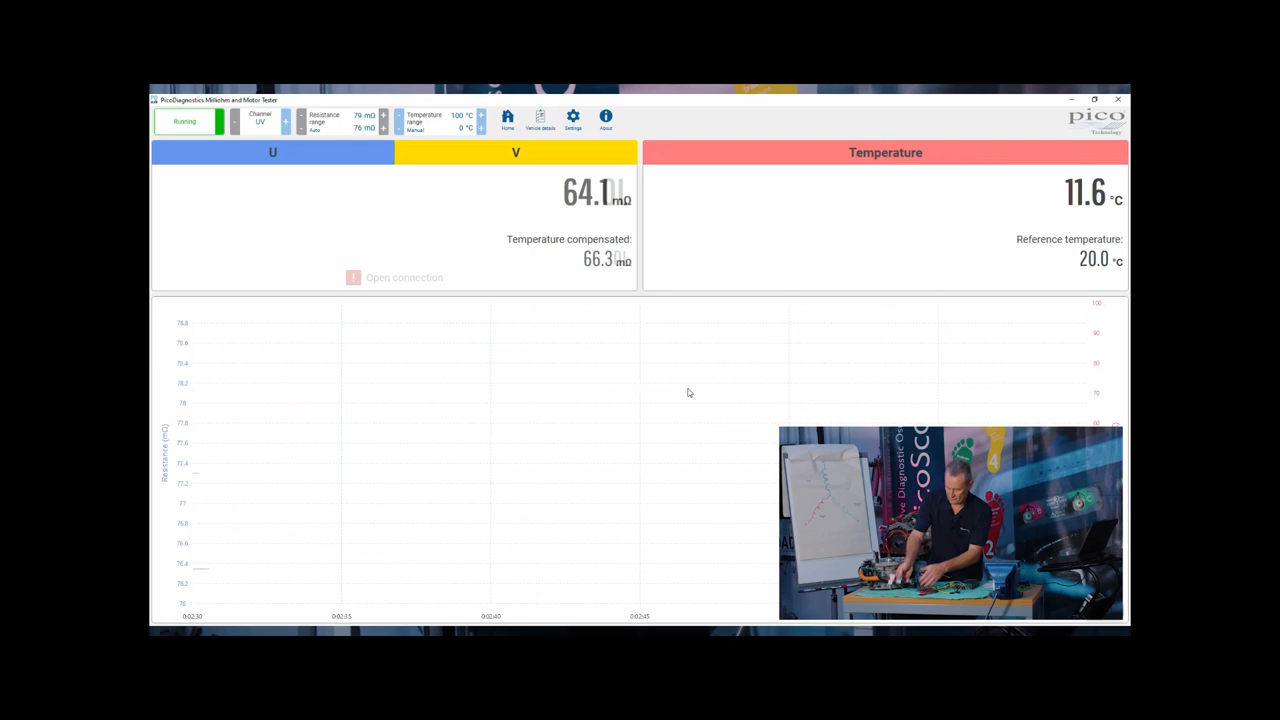 PicoDiagnostics Milliohm and Motor Tester
Running
-
Channel
UV
+
Resistance
range
Auto
79 mΩ
76 mΩ
Temperature
range
Manual
100 °C
0 °C
Home
Vehicle details
Settings
About
pico
Technology
U
V
Temperature
64.1 mΩ
11.6 °C
Temperature compensated:
66.3 mΩ
Reference temperature:
20.0 °C
! Open connection
Resistance (mΩ)
78.8
78.6
78.4
78.2
78
77.8
77.6
77.4
77.2
77
76.8
76.6
76.4
76.2
76
100
90
80
70
60
0:02:30
0:02:35
0:02:40
0:02:45
4
2